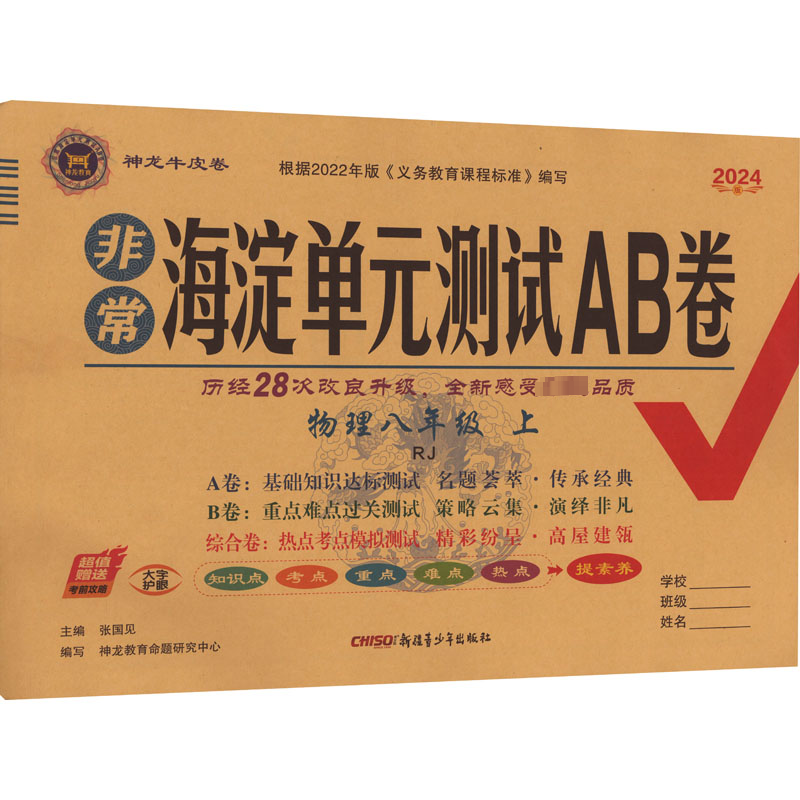 神龙牛皮卷
根据2022年版《义务教育课程标准》编写
2024
版
非常
海淀单元测试AB卷
历经28次改良升级，全新感受 品质
物理八年级 上
RJ
A卷：基础知识达标测试 名题荟萃·传承经典
B卷：重点难点过关测试 策略云集·演绎非凡
综合卷：热点考点模拟测试 精彩纷呈·高屋建瓴
超值
赠送
考前攻略
大字
护眼
知识点 考点 重点 难点 热点 提素养
学校
班级
姓名
主编 张国见
编写 神龙教育命题研究中心
CHISO 新疆青少年出版社